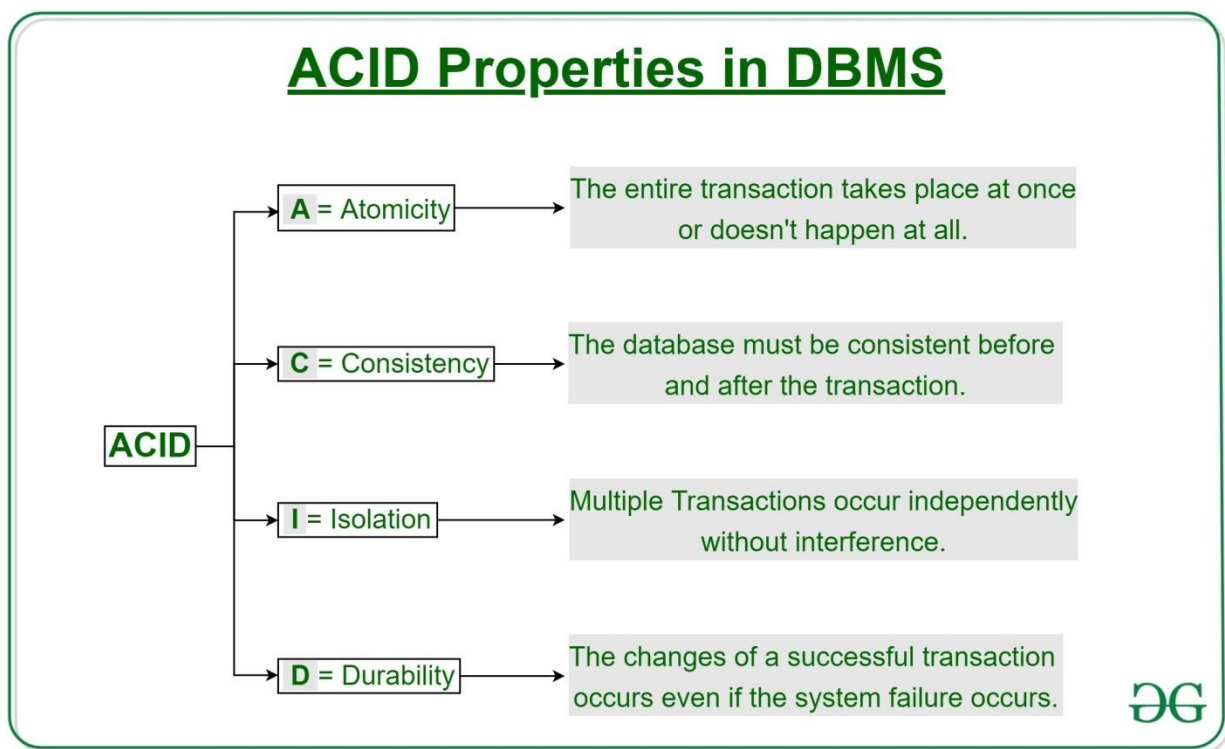 ACID Properties in DBMS
A = Atomicity
The entire transaction takes place at once
or doesn't happen at all.
C = Consistency
The database must be consistent before
and after the transaction.
ACID
I = Isolation
Multiple Transactions occur independently
without interference.
D = Durability
The changes of a successful transaction
occurs even if the system failure occurs.
GG